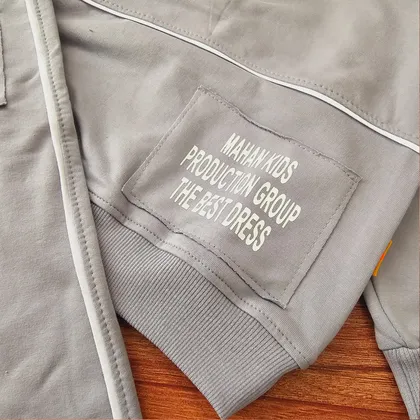 MAHAN KIDS
PRODUCTION GROUP
THE BEST DRESS